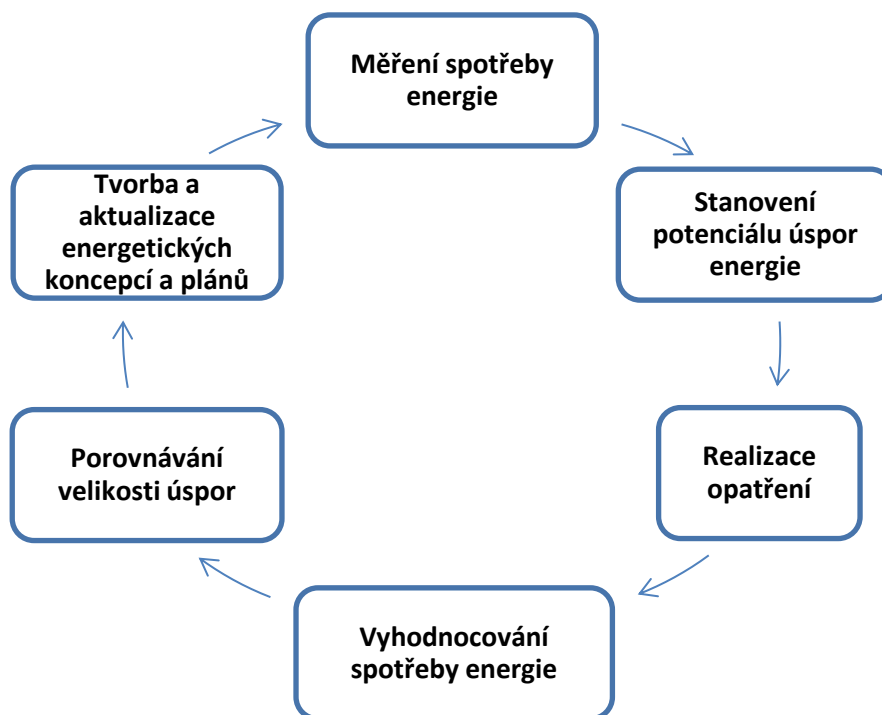 Měření spotřeby
energie
Stanovení
potenciálu úspor
energie
Realizace
opatření
Vyhodnocování
spotřeby energie
Porovnávání
velikosti úspor
Tvorba a
aktualizace
energetických
koncepcí a plánů